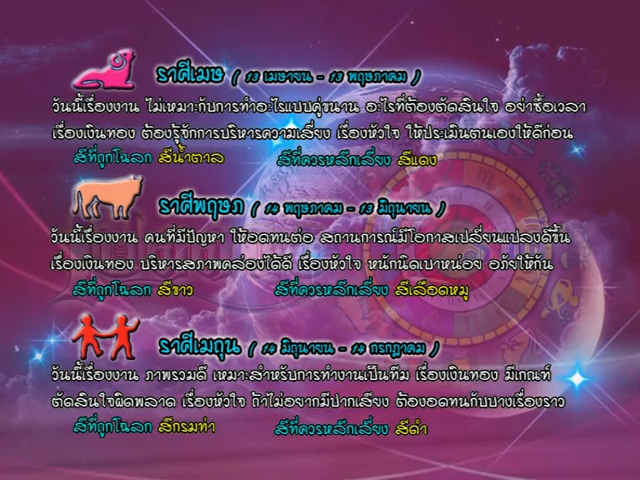 ราศีเมษ ( 13 เมษายน - 13 พฤษภาคม )
วันนี้เรื่องงาน ไม่เหมาะกับการทำอะไรแบบคู่ขนาน อะไรที่ต้องตัดสินใจ อย่าซื้อเวลา
เรื่องเงินทอง ต้องรู้จักการบริหารความเสี่ยง เรื่องหัวใจ ให้ประเมินตนเองให้ดีก่อน
สีที่ถูกโฉลก สีน้ำตาล สีที่ควรหลีกเลี่ยง สีแดง
ราศีพฤษภ ( 14 พฤษภาคม - 13 มิถุนายน )
วันนี้เรื่องงาน คนที่มีปัญหา ให้อดทนต่อ สถานการณ์มีโอกาสเปลี่ยนแปลงดีขึ้น
เรื่องเงินทอง บริหารสภาพคล่องได้ดี เรื่องหัวใจ หนักนิดเบาหน่อย อภัยให้กัน
สีที่ถูกโฉลก สีขาว สีที่ควรหลีกเลี่ยง สีเลือดหมู
ราศีเมถุน ( 14 มิถุนายน - 14 กรกฎาคม )
วันนี้เรื่องงาน ภาพรวมดี เหมาะสำหรับการทำงานเป็นทีม เรื่องเงินทอง มีเกณฑ์
ตัดสินใจผิดพลาด เรื่องหัวใจ ถ้าไม่อยากมีปากเสียง ต้องอดทนกับบางเรื่องราว
สีที่ถูกโฉลก สีกรมท่า สีที่ควรหลีกเลี่ยง สีดำ